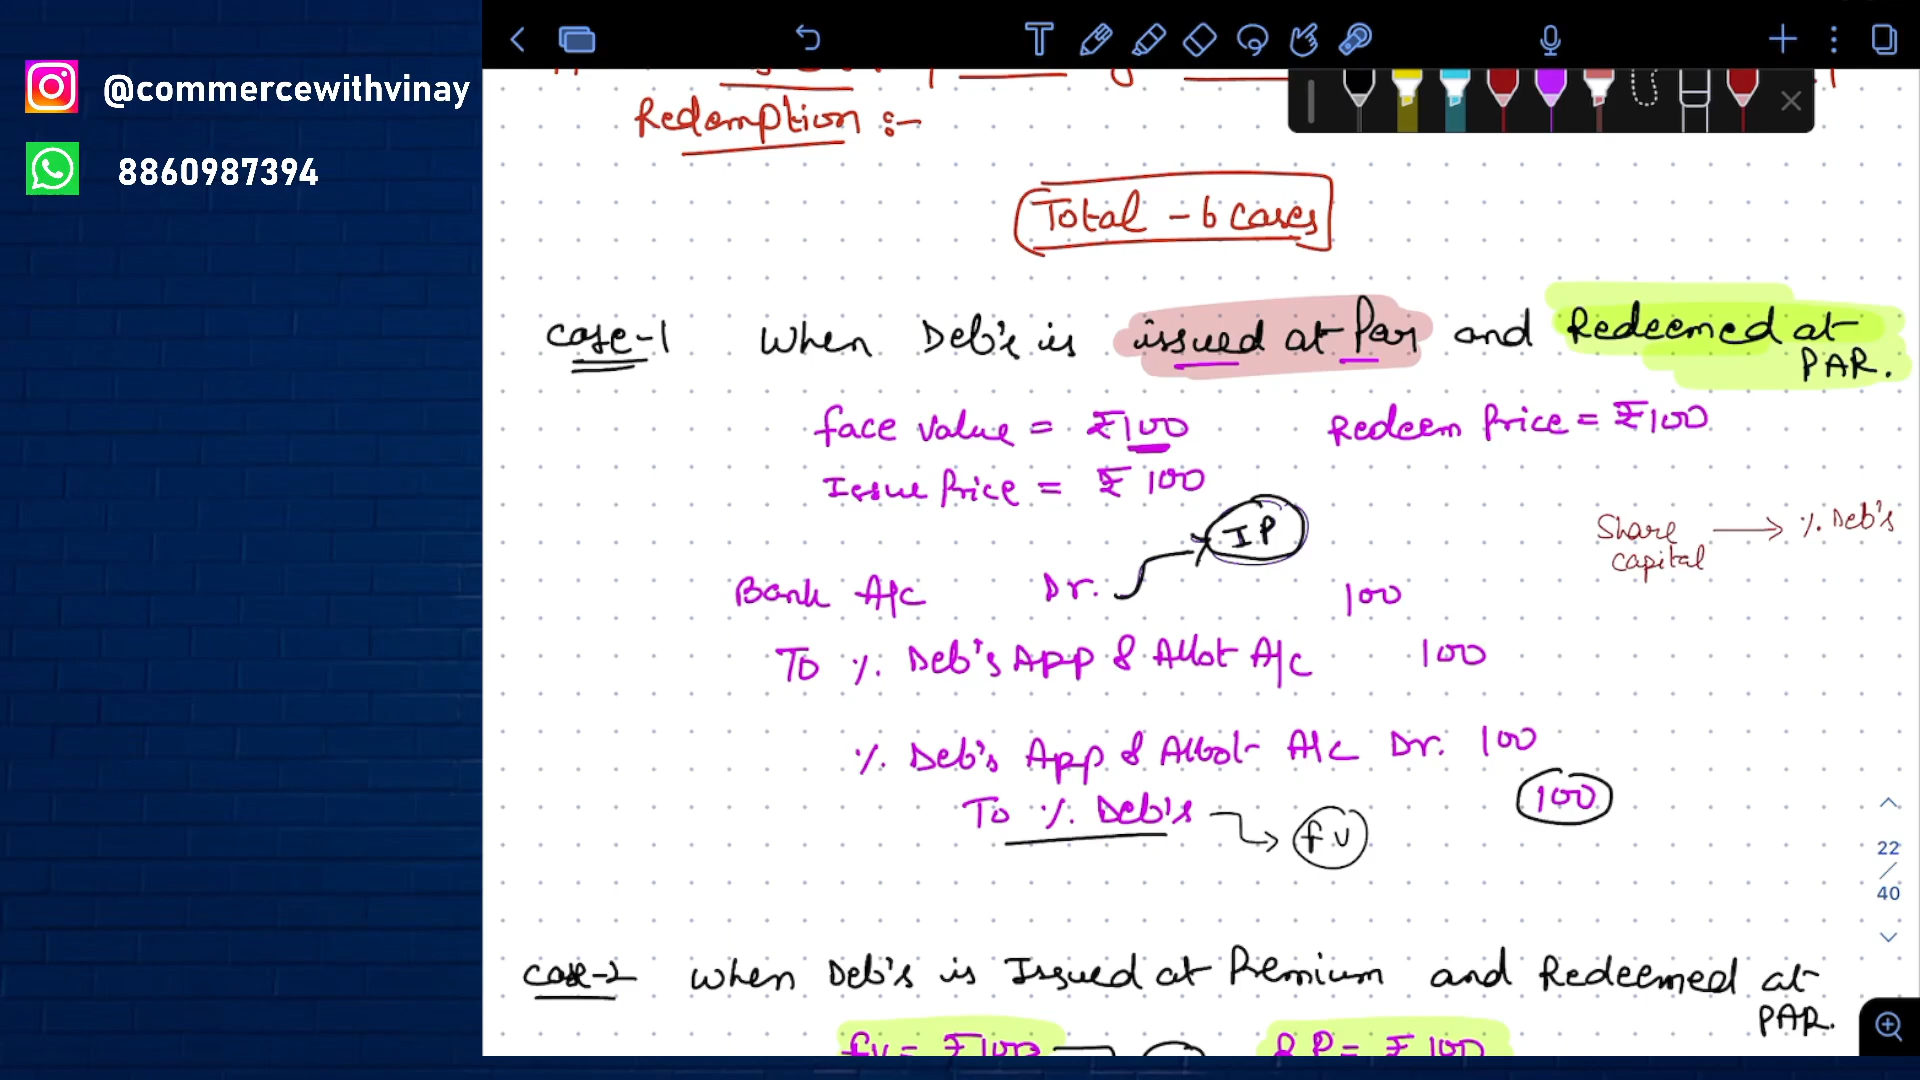 @commercewithvinay
8860987394
Redemption :-
Total - 6 cases
case-1 When Deb's is issued at Par and Redeemed at PAR.
face value = ₹100 Redeem Price = ₹100
Issue Price = ₹100
IP
Share capital → % Deb's
Bank A/c Dr. 100
To % Deb's App & Allot A/c 100
% Deb's App & Allot A/c Dr. 100
To % Deb's 100
fv
22
/
40
case-2 when Deb's is Issued at Premium and Redeemed at PAR.
fv = ₹100 R.P = ₹100